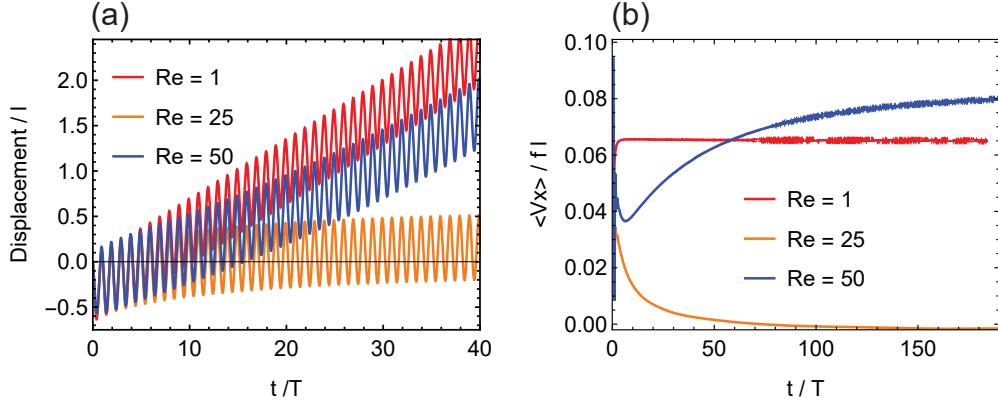 (a)
Displacement / l
2.0
1.5
1.0
0.5
0.0
−0.5
Re = 1
Re = 25
Re = 50
0 10 20 30 40
t /T
(b)
<Vx> / f l
0.10
0.08
0.06
0.04
0.02
0.00
Re = 1
Re = 25
Re = 50
0 50 100 150
t / T